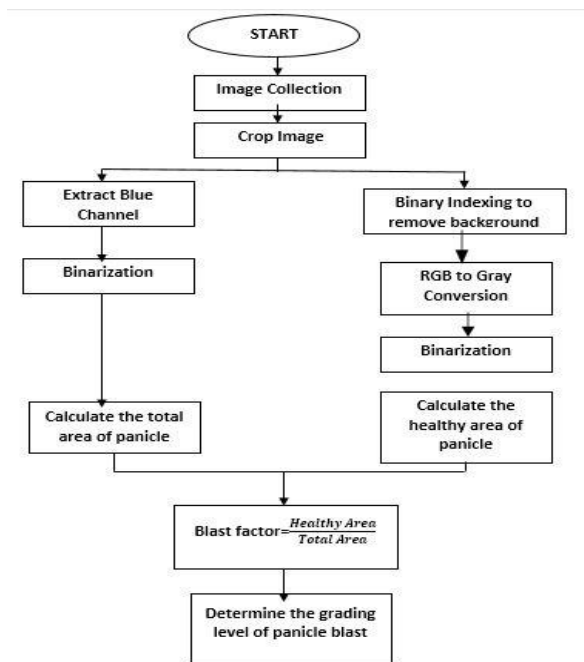 START
Image Collection
Crop Image
Extract Blue
Channel
Binarization
Calculate the total
area of panicle
Binary Indexing to
remove background
RGB to Gray
Conversion
Binarization
Calculate the
healthy area of
panicle
Blast factor=Healthy Area/Total Area
Determine the grading
level of panicle blast